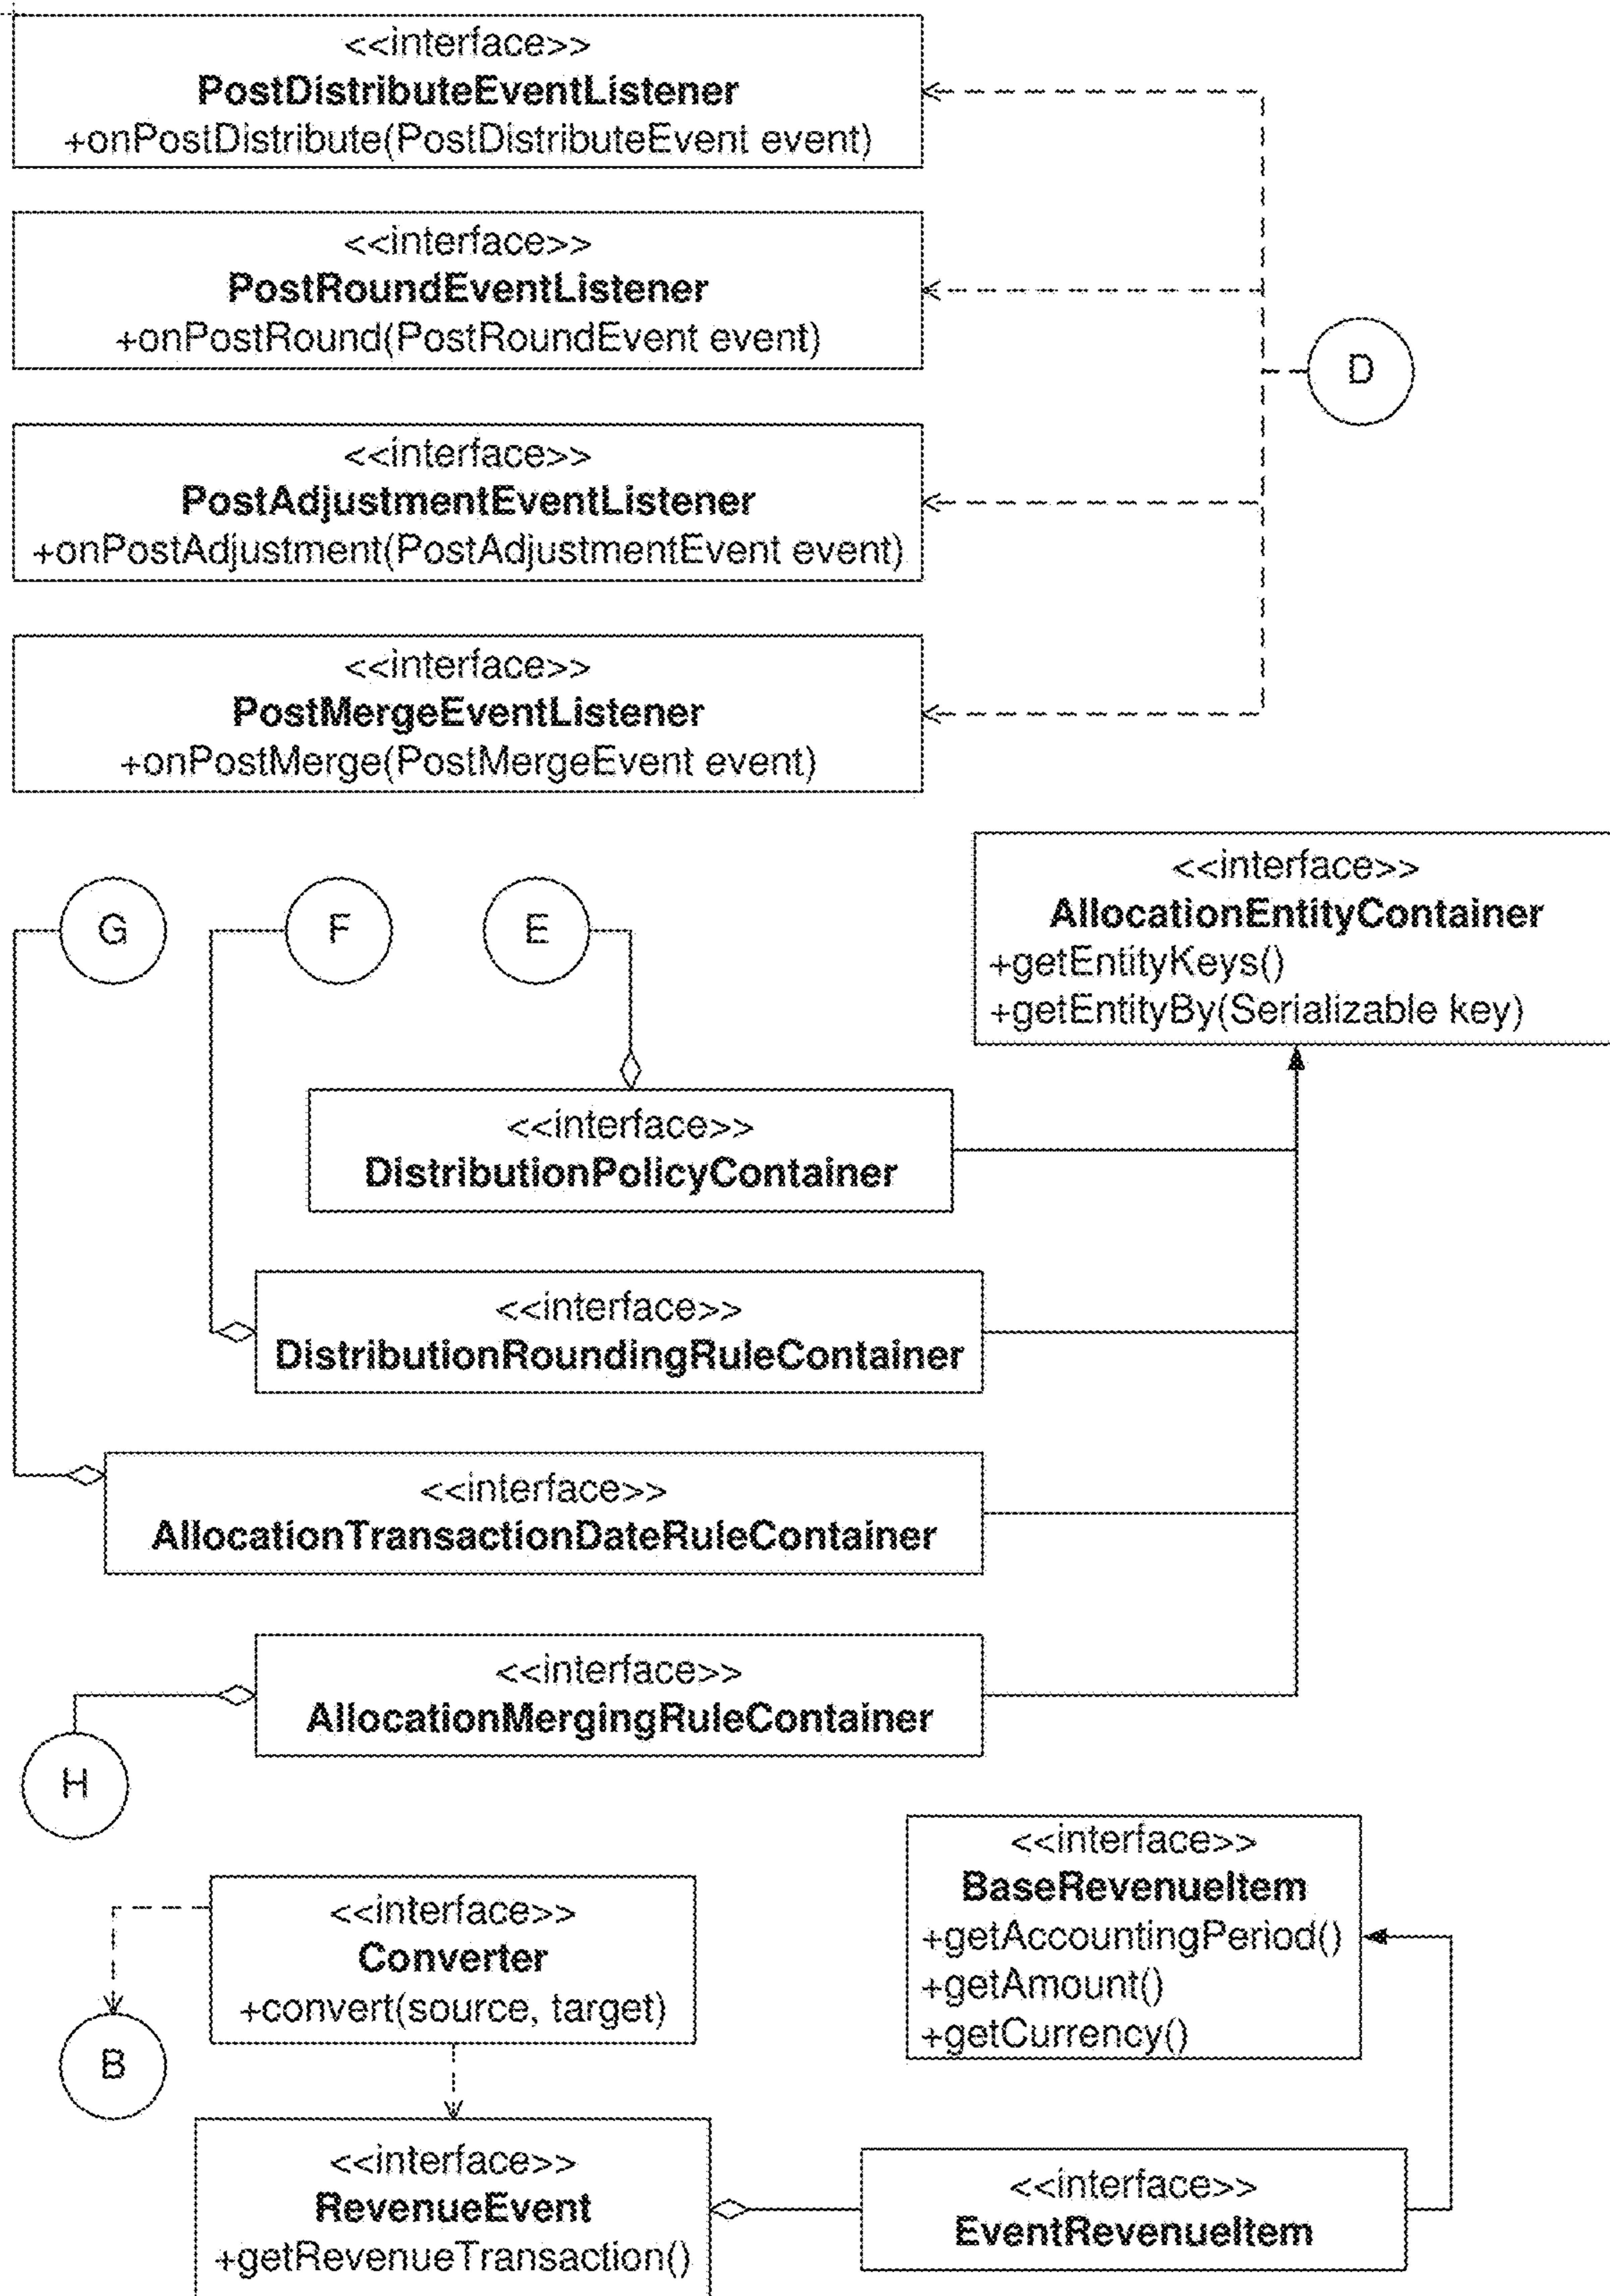 <<interface>>
PostDistributeEventListener
+onPostDistribute(PostDistributeEvent event)
<<interface>>
PostRoundEventListener
+onPostRound(PostRoundEvent event)
D
<<interface>>
PostAdjustmentEventListener
+onPostAdjustment(PostAdjustmentEvent event)
<<interface>>
PostMergeEventListener
+onPostMerge(PostMergeEvent event)
<<interface>>
AllocationEntityContainer
+getEntityKeys()
+getEntityBy(Serializable key)
G
F
E
<<interface>>
DistributionPolicyContainer
<<interface>>
DistributionRoundingRuleContainer
<<interface>>
AllocationTransactionDateRuleContainer
<<interface>>
AllocationMergingRuleContainer
H
<<interface>>
BaseRevenueItem
+getAccountingPeriod()
+getAmount()
+getCurrency()
<<interface>>
Converter
+convert(source, target)
B
<<interface>>
RevenueEvent
+getRevenueTransaction()
<<interface>>
EventRevenueItem